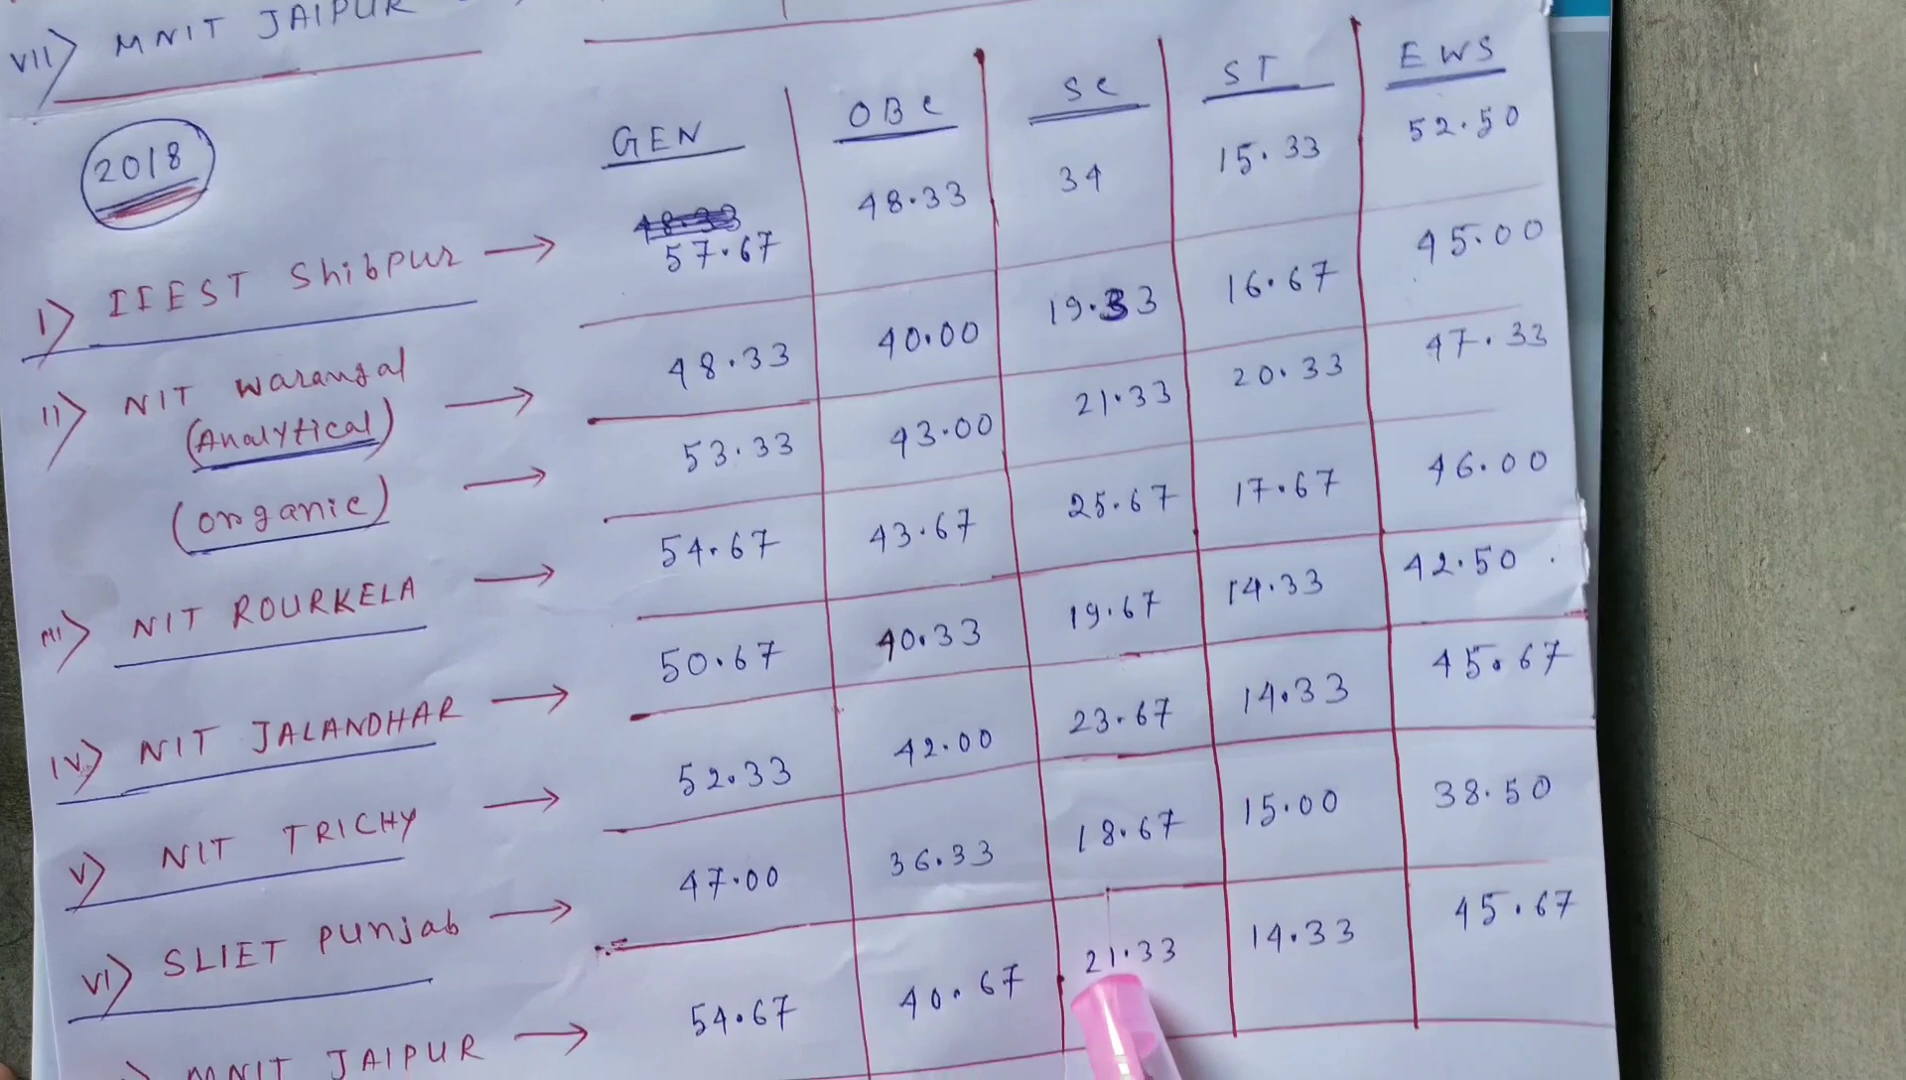 VII) MNIT JAIPUR
2018
GEN OBC SC ST EWS
I) IIEST Shibpur → 57.67 48.33 34 15.33 52.50
II) NIT Warangal (Analytical) → 48.33 40.00 19.33 16.67 45.00
(Organic) → 53.33 43.00 21.33 20.33 47.33
III) NIT ROURKELA → 54.67 43.67 25.67 17.67 46.00
IV) NIT JALANDHAR → 50.67 40.33 19.67 14.33 42.50
V) NIT TRICHY → 52.33 42.00 23.67 14.33 45.67
VI) SLIET Punjab → 47.00 36.33 18.67 15.00 38.50
MNIT JAIPUR → 54.67 40.67 21.33 14.33 45.67